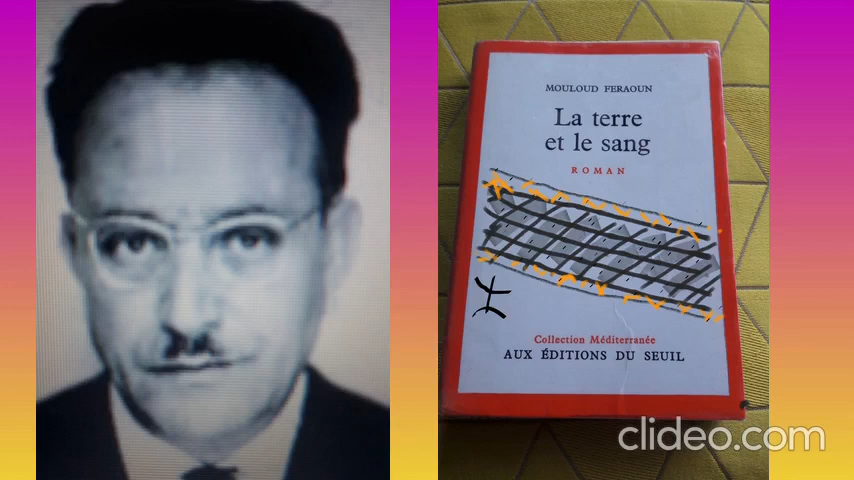 MOULOUD FERAOUN
La terre
et le sang
ROMAN
Collection Méditerranée
AUX ÉDITIONS DU SEUIL
clideo.com